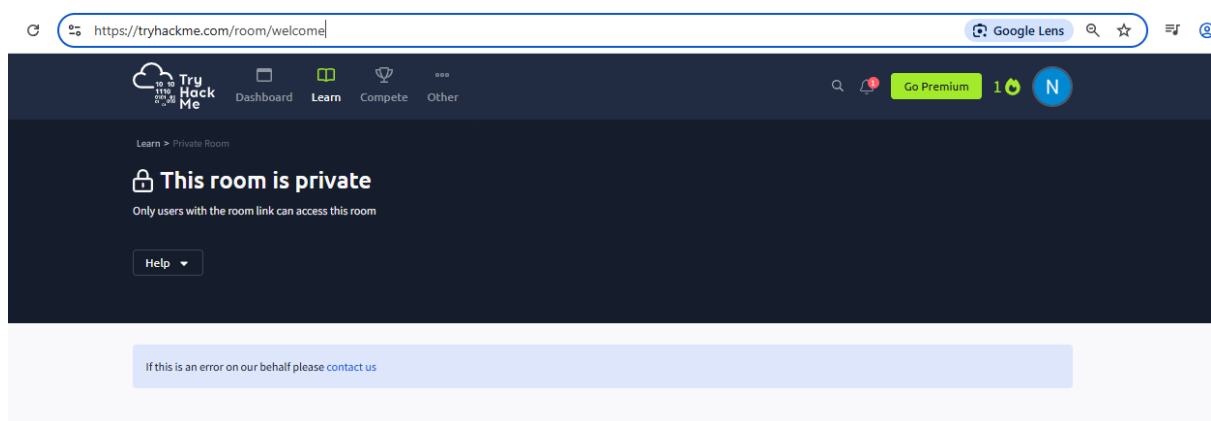 https://tryhackme.com/room/welcome
Google Lens
Try
Hack
Me
Dashboard
Learn
Compete
Other
Go Premium
1
N
Learn > Private Room
This room is private
Only users with the room link can access this room
Help
If this is an error on our behalf please contact us